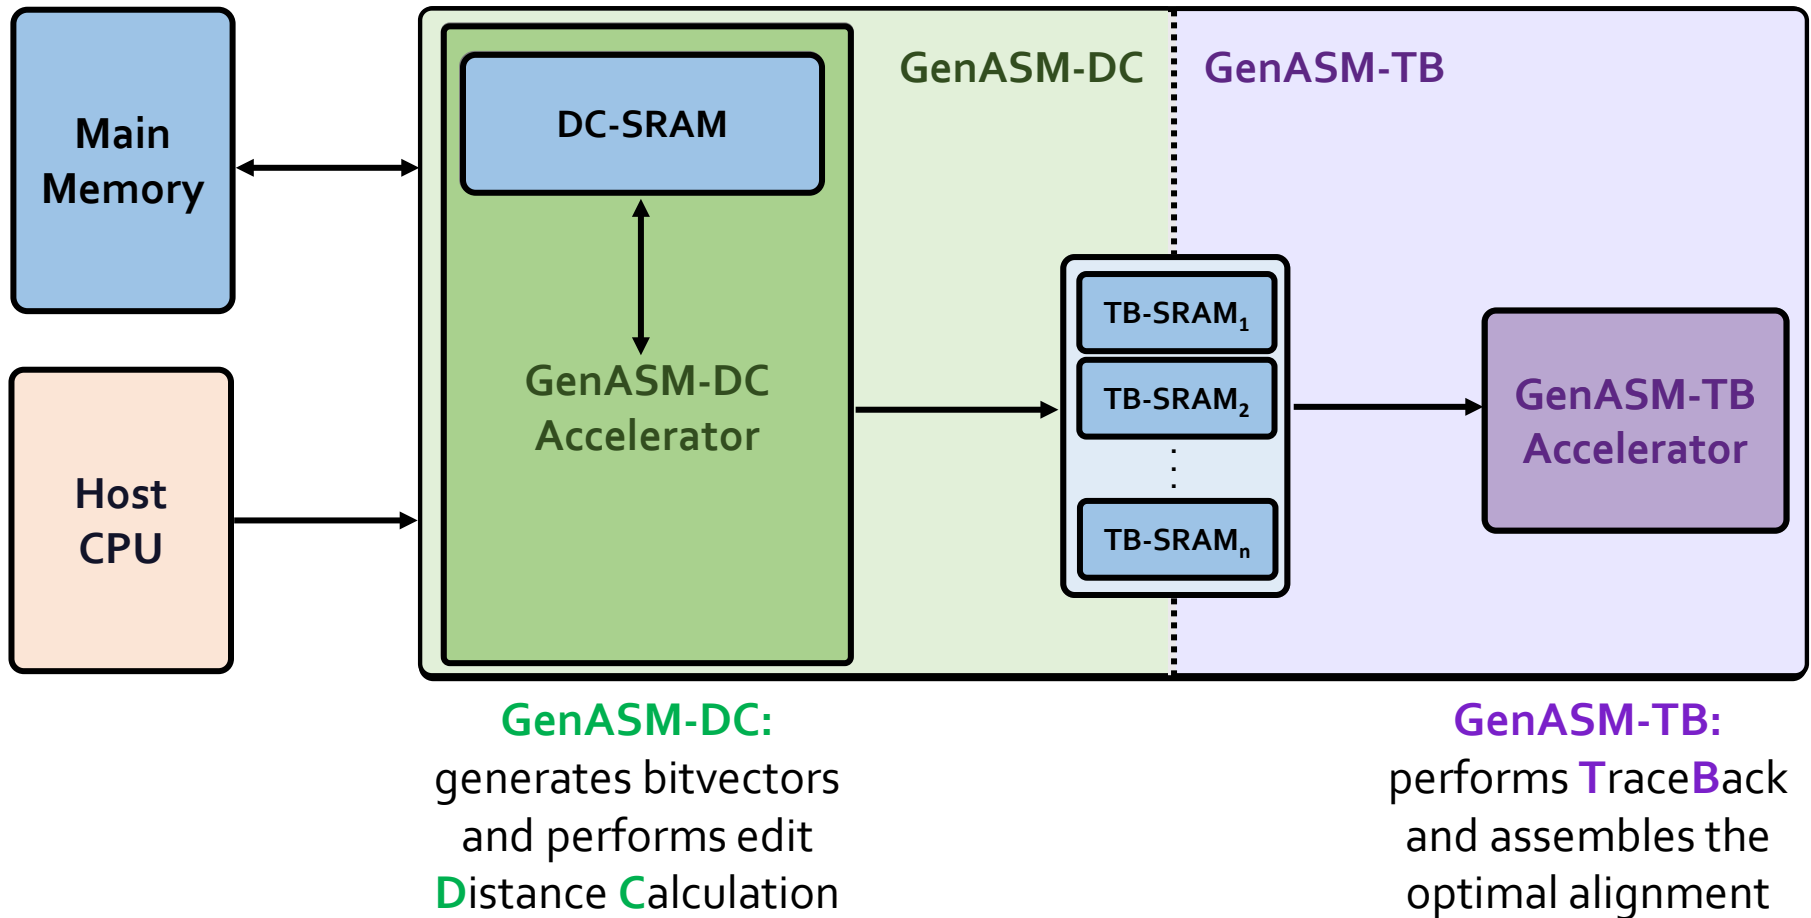 Main
Memory
Host
CPU
DC-SRAM
GenASM-DC
Accelerator
GenASM-DC
GenASM-TB
TB-SRAM1
TB-SRAM2
⋮
TB-SRAMn
GenASM-TB
Accelerator
GenASM-DC:
generates bitvectors
and performs edit
Distance Calculation
GenASM-TB:
performs TraceBack
and assembles the
optimal alignment